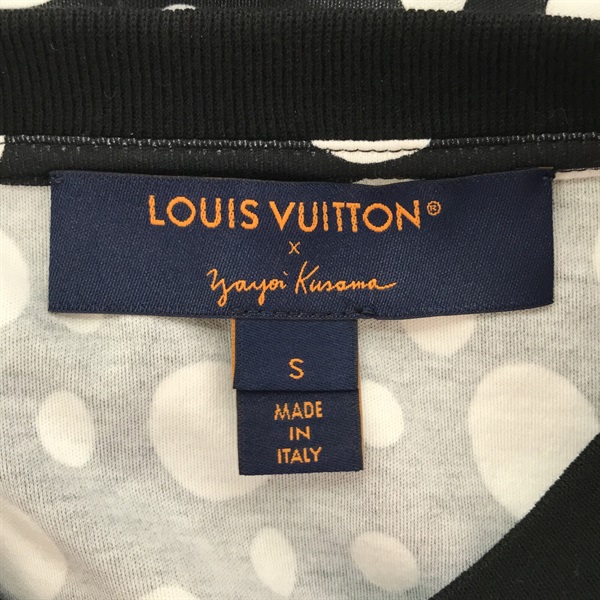 LOUIS VUITTON®
x
Yayoi Kusama
S
MADE
IN
ITALY